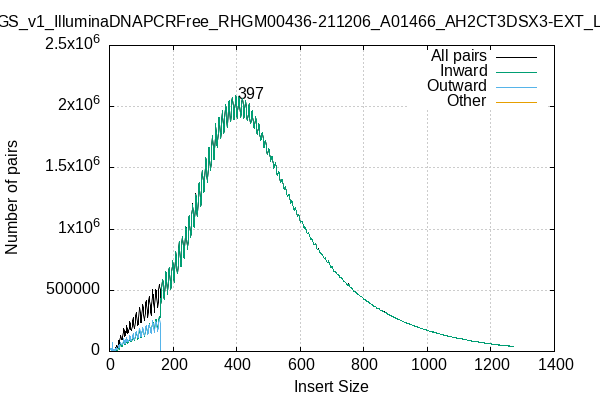 GS_v1_IlluminaDNAPCRFree_RHGM00436-211206_A01466_AH2CT3DSX3-EXT_L
2.5x10^6
2x10^6
1.5x10^6
1x10^6
500000
0
Number of pairs
397
All pairs
Inward
Outward
Other
0 200 400 600 800 1000 1200 1400
Insert Size